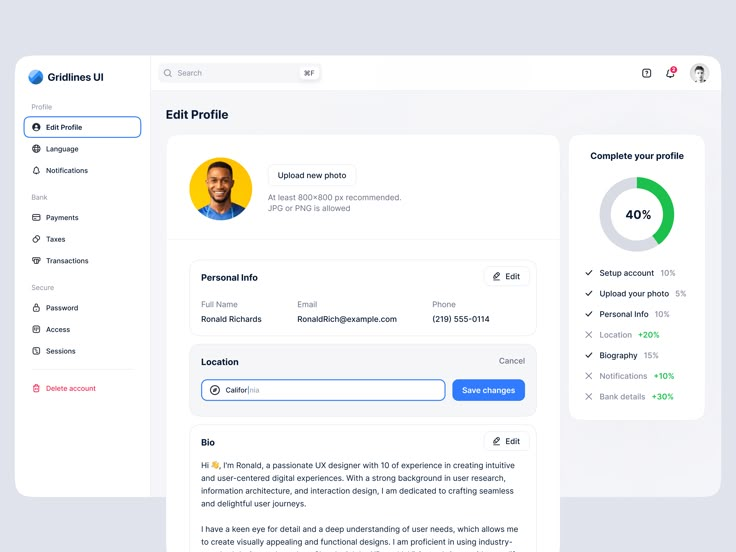 Gridlines UI
Search
⌘F
2
Profile
Edit Profile
Language
Notifications
Bank
Payments
Taxes
Transactions
Secure
Password
Access
Sessions
Delete account
Edit Profile
Upload new photo
At least 800×800 px recommended.
JPG or PNG is allowed
Personal Info
Edit
Full Name
Email
Phone
Ronald Richards
RonaldRich@example.com
(219) 555-0114
Location
Cancel
California
Save changes
Bio
Edit
Hi 👋, I'm Ronald, a passionate UX designer with 10 of experience in creating intuitive
and user-centered digital experiences. With a strong background in user research,
information architecture, and interaction design, I am dedicated to crafting seamless
and delightful user journeys.
I have a keen eye for detail and a deep understanding of user needs, which allows me
to create visually appealing and functional designs. I am proficient in using industry-
Complete your profile
40%
Setup account 10%
Upload your photo 5%
Personal Info 10%
Location +20%
Biography 15%
Notifications +10%
Bank details +30%